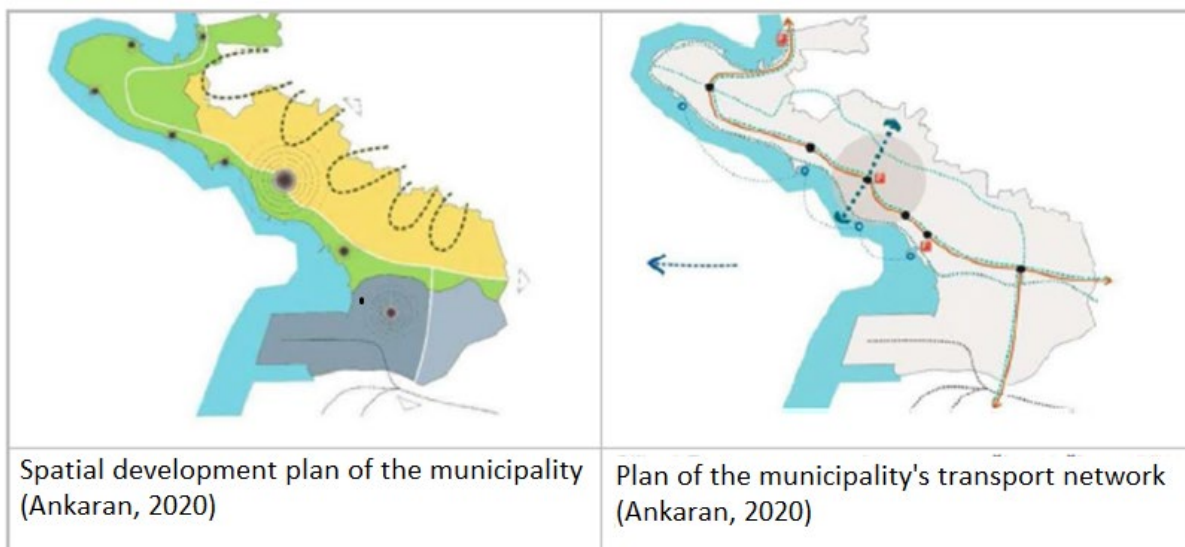 Spatial development plan of the municipality
(Ankaran, 2020)
Plan of the municipality's transport network
(Ankaran, 2020)